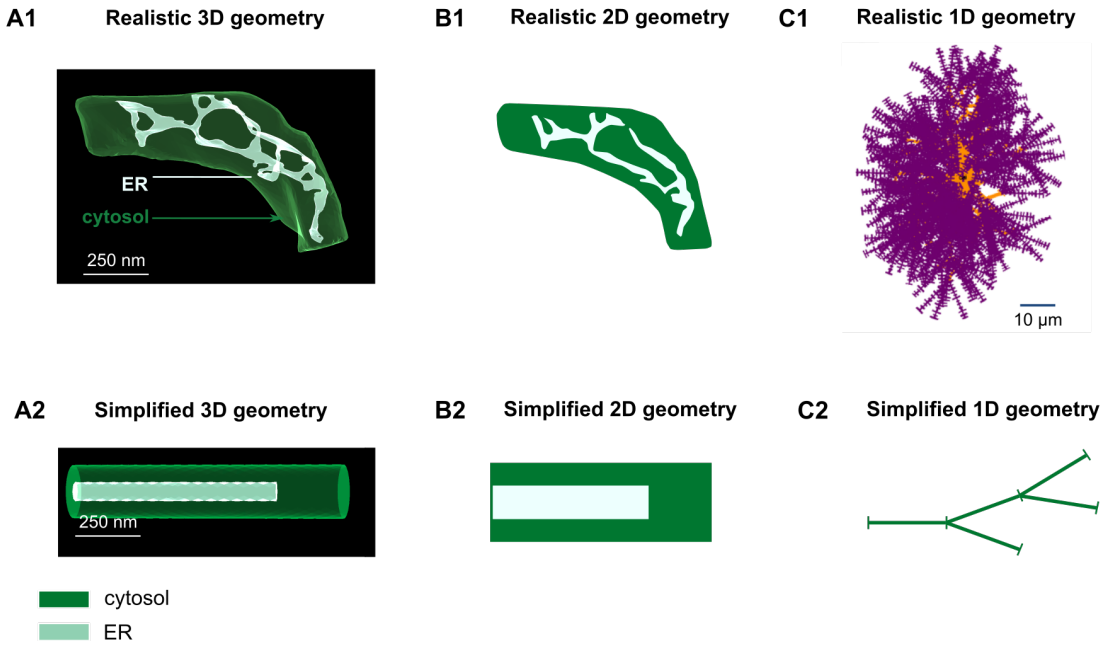 A1
Realistic 3D geometry
B1
Realistic 2D geometry
C1
Realistic 1D geometry
ER
cytosol
250 nm
10 µm
A2
Simplified 3D geometry
B2
Simplified 2D geometry
C2
Simplified 1D geometry
250 nm
cytosol
ER